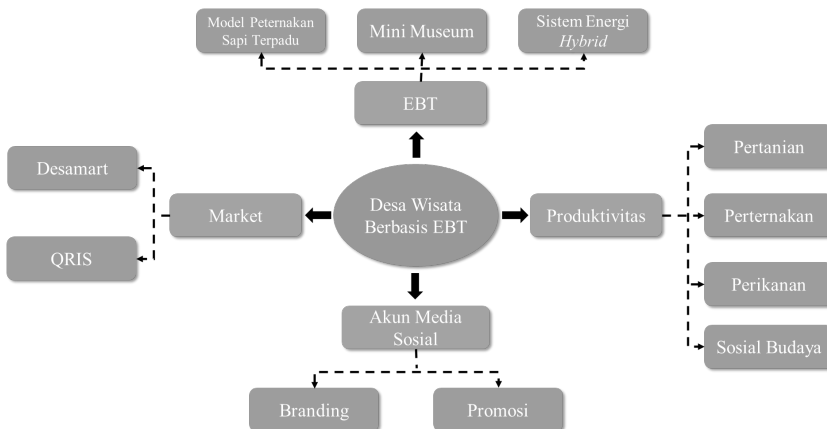 Model Peternakan
Sapi Terpadu
Mini Museum
Sistem Energi
Hybrid
EBT
Desamart
Market
QRIS
Desa Wisata
Berbasis EBT
Produktivitas
Pertanian
Perternakan
Perikanan
Sosial Budaya
Akun Media
Sosial
Branding
Promosi